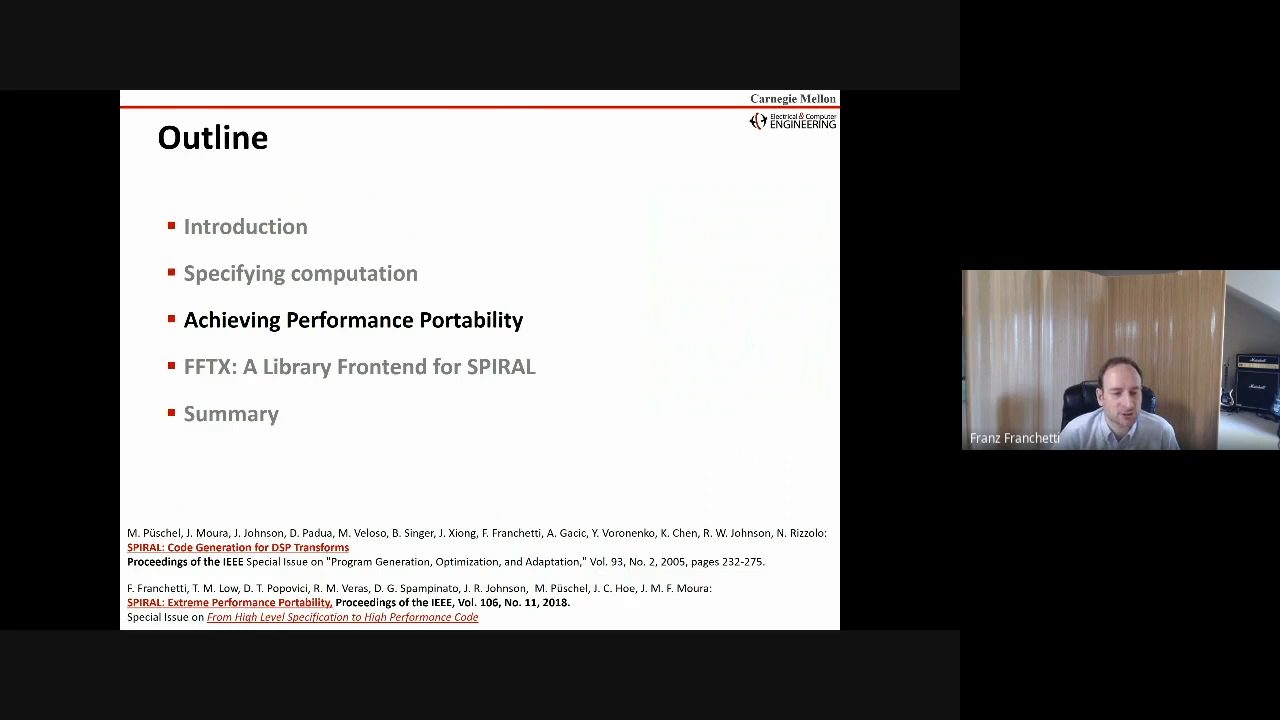 Carnegie Mellon
Electrical & Computer
ENGINEERING
Outline
Introduction
Specifying computation
Achieving Performance Portability
FFTX: A Library Frontend for SPIRAL
Summary
M. Püschel, J. Moura, J. Johnson, D. Padua, M. Veloso, B. Singer, J. Xiong, F. Franchetti, A. Gacic, Y. Voronenko, K. Chen, R. W. Johnson, N. Rizzolo:
SPIRAL: Code Generation for DSP Transforms
Proceedings of the IEEE Special Issue on "Program Generation, Optimization, and Adaptation," Vol. 93, No. 2, 2005, pages 232-275.
F. Franchetti, T. M. Low, D. T. Popovici, R. M. Veras, D. G. Spampinato, J. R. Johnson, M. Püschel, J. C. Hoe, J. M. F. Moura:
SPIRAL: Extreme Performance Portability, Proceedings of the IEEE, Vol. 106, No. 11, 2018.
Special Issue on From High Level Specification to High Performance Code
Marshall
Marshall
Franz Franchetti